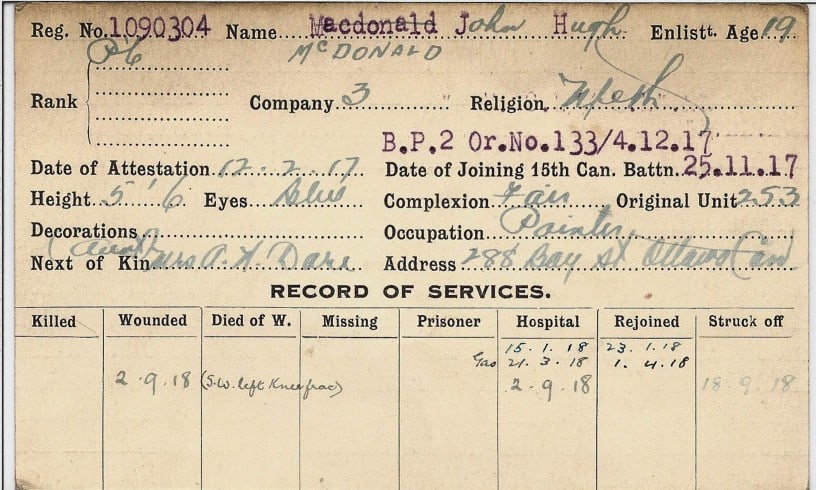 Reg. No. 1090304 Name Macdonald John Hugh Enlistt. Age 19
Pte McDONALD
Rank Company 3 Religion Meth.
B.P.2 Or.No.133/4.12.17
Date of Attestation 12.2.17 Date of Joining 15th Can. Battn. 25.11.17
Height 5'6 Eyes Blue Complexion Fair Original Unit 253
Decorations Occupation Painter
Next of Kin (Aunt) Mrs A. H. Dare Address 288 Bay St Ottawa Can
RECORD OF SERVICES.
Killed Wounded Died of W. Missing Prisoner Hospital Rejoined Struck off
15.1.18 23.1.18
Gas 21.3.18 1.4.18
2.9.18 (S.W. left Knee frac) 2.9.18 18.9.18